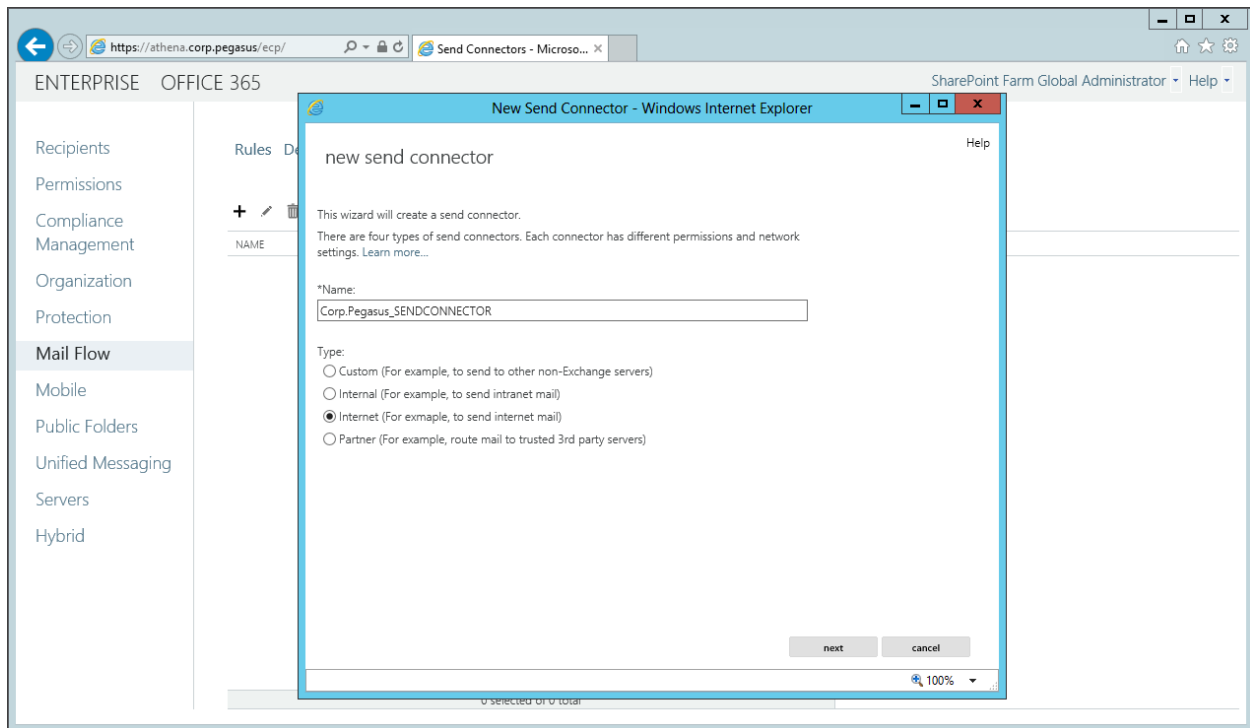 https://athena.corp.pegasus/ecp/
Send Connectors - Microso...
ENTERPRISE OFFICE 365
SharePoint Farm Global Administrator Help
Recipients
Permissions
Compliance
Management
Organization
Protection
Mail Flow
Mobile
Public Folders
Unified Messaging
Servers
Hybrid
Rules
NAME
New Send Connector - Windows Internet Explorer
Help
new send connector
This wizard will create a send connector.
There are four types of send connectors. Each connector has different permissions and network
settings. Learn more...
*Name:
Corp.Pegasus_SENDCONNECTOR
Type:
Custom (For example, to send to other non-Exchange servers)
Internal (For example, to send intranet mail)
Internet (For exmaple, to send internet mail)
Partner (For example, route mail to trusted 3rd party servers)
next cancel
100%
0 selected of 0 total